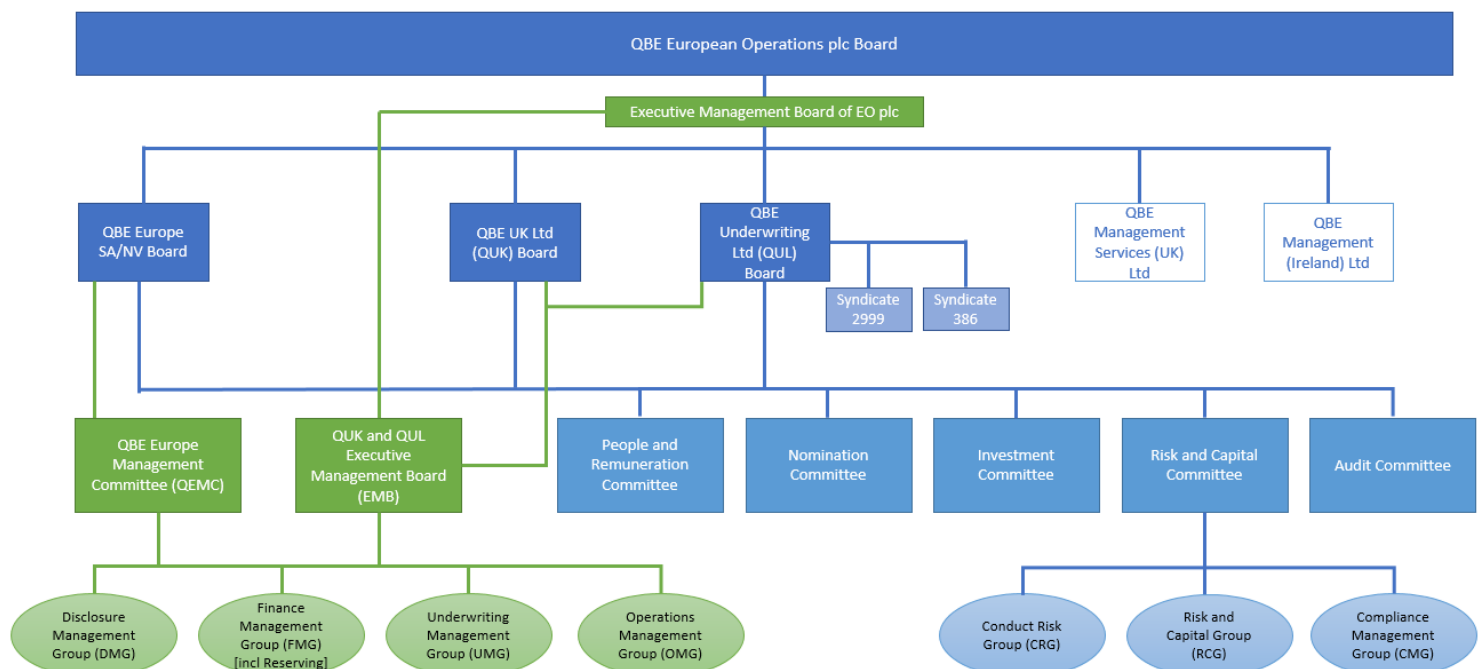 QBE European Operations plc Board
Executive Management Board of EO plc
QBE Europe
SA/NV Board
QBE UK Ltd
(QUK) Board
QBE
Underwriting
Ltd (QUL)
Board
QBE
Management
Services (UK)
Ltd
QBE
Management
(Ireland) Ltd
Syndicate
2999
Syndicate
386
QBE Europe
Management
Committee (QEMC)
QUK and QUL
Executive
Management Board
(EMB)
People and
Remuneration
Committee
Nomination
Committee
Investment
Committee
Risk and Capital
Committee
Audit Committee
Disclosure
Management
Group (DMG)
Finance
Management
Group (FMG)
[incl Reserving]
Underwriting
Management
Group (UMG)
Operations
Management
Group (OMG)
Conduct Risk
Group (CRG)
Risk and
Capital Group
(RCG)
Compliance
Management
Group (CMG)